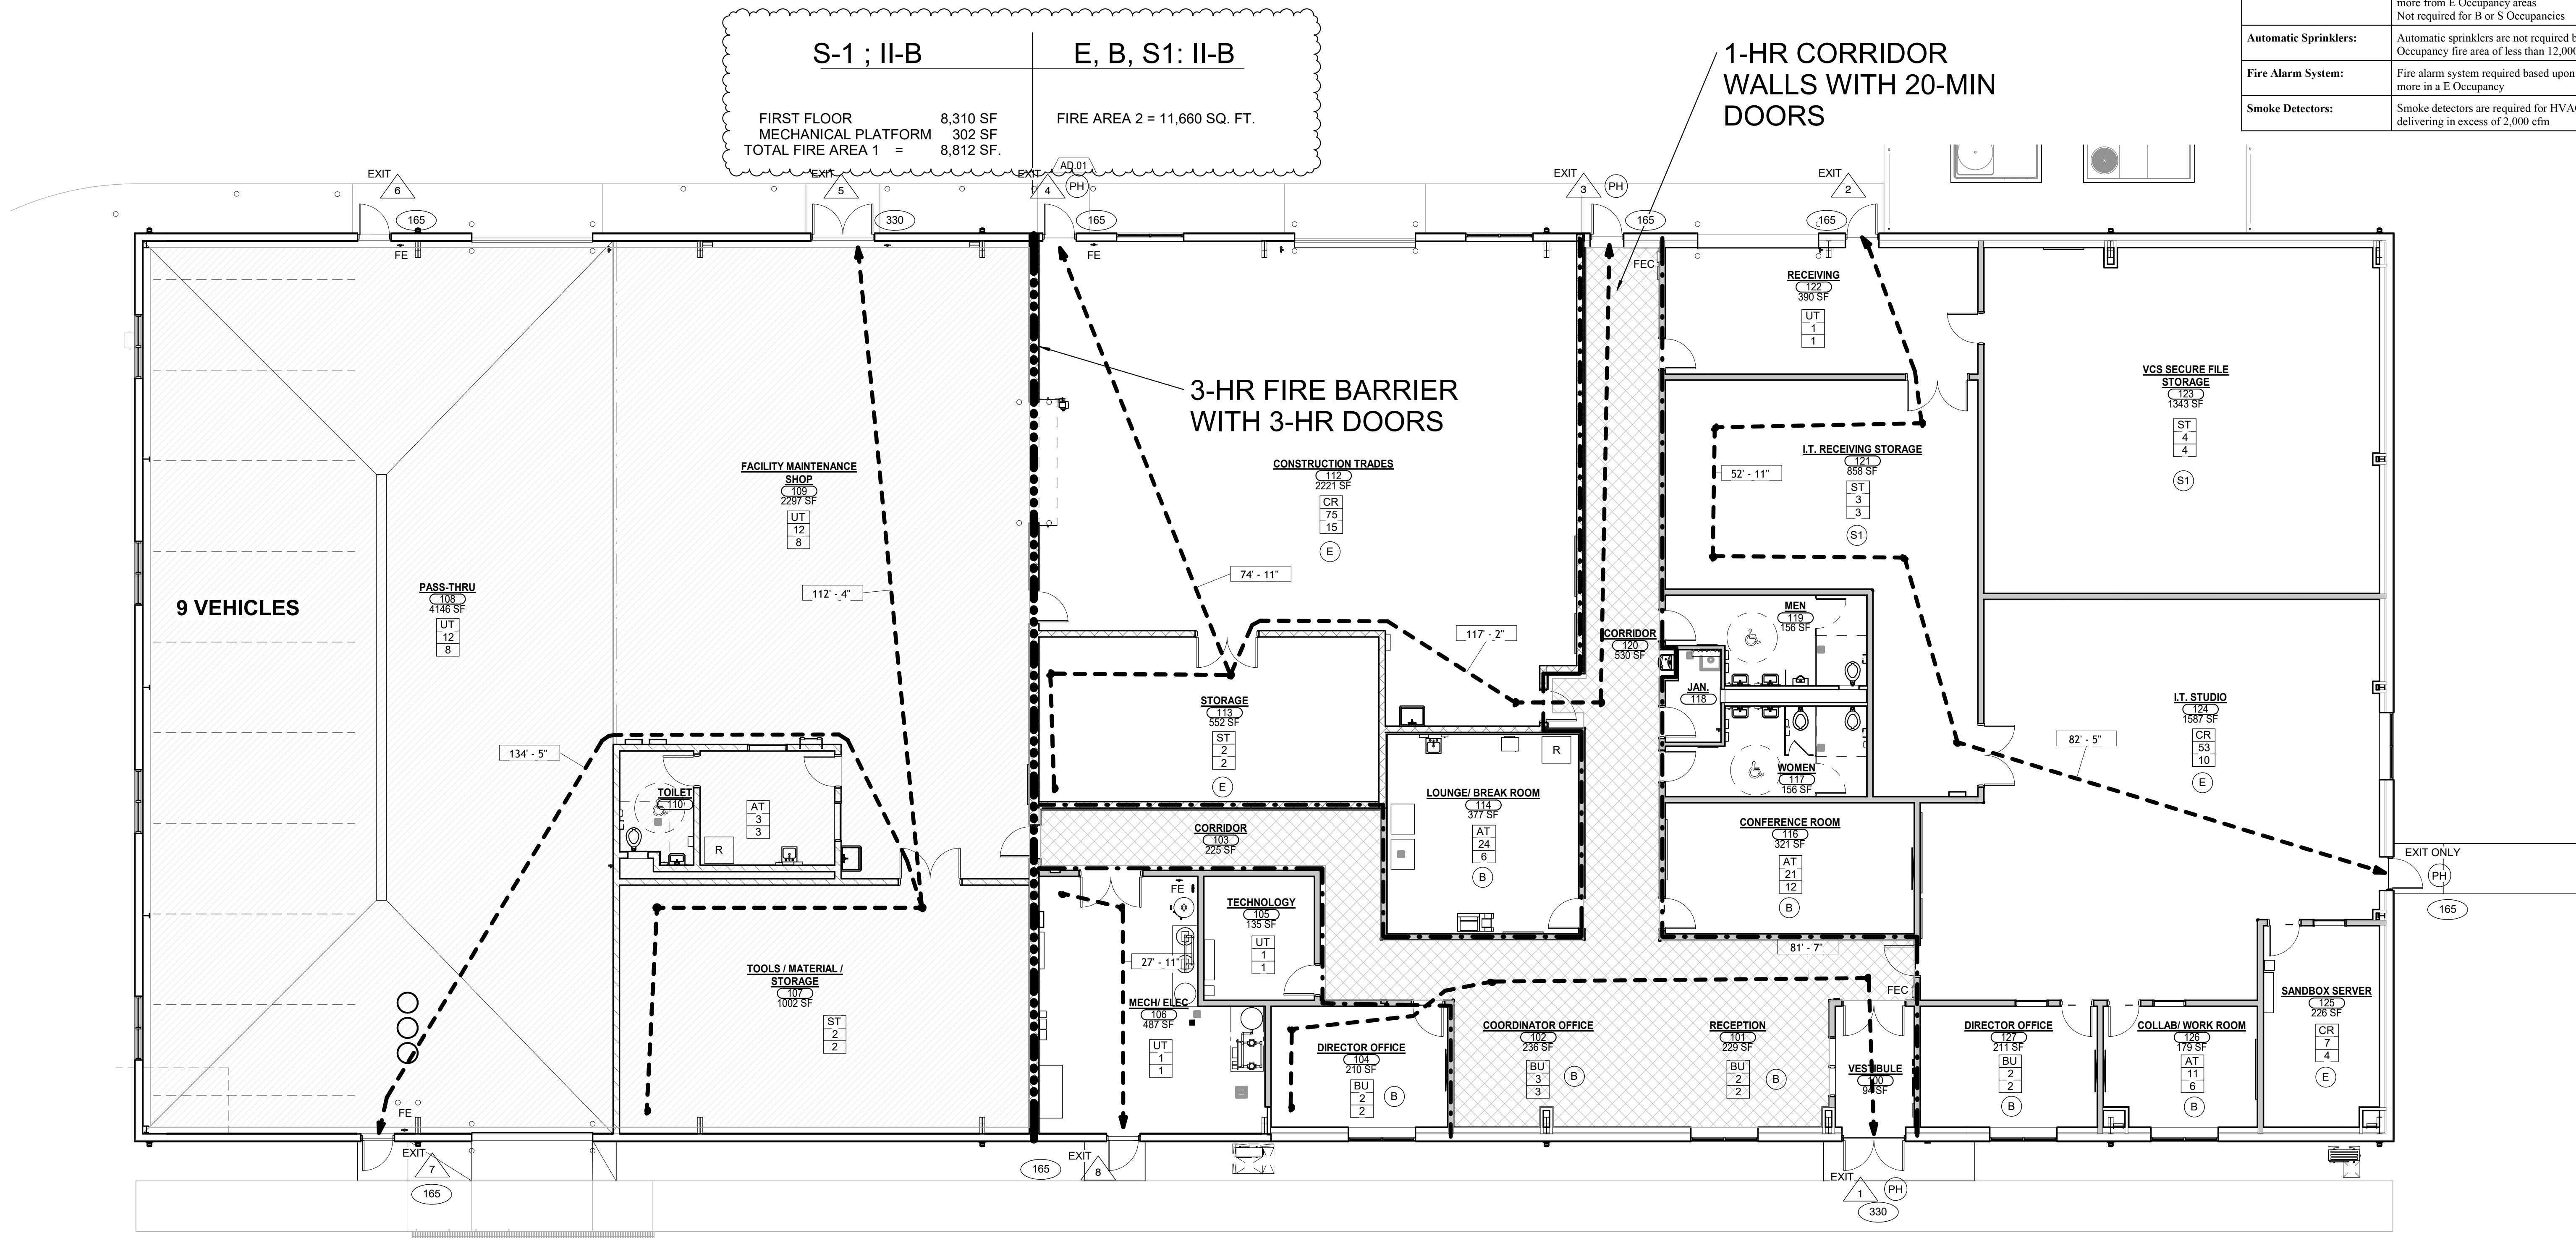 S-1 ; II-B
E, B, S1: II-B
FIRST FLOOR 8,310 SF
MECHANICAL PLATFORM 302 SF
TOTAL FIRE AREA 1 = 8,812 SF.
FIRE AREA 2 = 11,660 SQ. FT.
AD.01
1-HR CORRIDOR
WALLS WITH 20-MIN
DOORS
more from E Occupancy areas
Not required for B or S Occupancies
Automatic Sprinklers:
Automatic sprinklers are not required b
Occupancy fire area of less than 12,000
Fire Alarm System:
Fire alarm system required based upon
more in a E Occupancy
Smoke Detectors:
Smoke detectors are required for HVAC
delivering in excess of 2,000 cfm
EXIT
6
165
EXIT
5
330
EXIT
4
PH
165
EXIT
3
PH
165
EXIT
2
165
FE
FE
FEC
3-HR FIRE BARRIER
WITH 3-HR DOORS
9 VEHICLES
PASS-THRU
108
4146 SF
UT
12
8
FACILITY MAINTENANCE
SHOP
109
2297 SF
UT
12
8
112' - 4"
134' - 5"
TOILET
110
AT
3
3
R
TOOLS / MATERIAL /
STORAGE
107
1002 SF
ST
2
2
CONSTRUCTION TRADES
112
2221 SF
CR
75
15
E
74' - 11"
117' - 2"
STORAGE
113
552 SF
ST
2
2
E
CORRIDOR
103
225 SF
LOUNGE/ BREAK ROOM
114
377 SF
AT
24
6
B
R
CORRIDOR
120
530 SF
RECEIVING
122
390 SF
UT
1
1
I.T. RECEIVING STORAGE
121
858 SF
ST
3
3
S1
52' - 11"
VCS SECURE FILE
STORAGE
123
1343 SF
ST
4
4
S1
MEN
119
156 SF
JAN.
118
WOMEN
117
156 SF
CONFERENCE ROOM
116
321 SF
AT
21
12
B
I.T. STUDIO
124
1587 SF
CR
53
10
E
82' - 5"
EXIT ONLY
PH
165
FE
TECHNOLOGY
105
135 SF
UT
1
1
27' - 11"
MECH/ ELEC
106
487 SF
UT
1
1
DIRECTOR OFFICE
104
210 SF
BU
2
2
B
COORDINATOR OFFICE
102
236 SF
BU
3
3
B
RECEPTION
101
229 SF
BU
2
2
B
81' - 7"
FEC
VESTIBULE
100
94 SF
DIRECTOR OFFICE
127
211 SF
BU
2
2
B
COLLAB/ WORK ROOM
126
179 SF
AT
11
6
B
SANDBOX SERVER
125
226 SF
CR
7
4
E
FE
EXIT
7
165
165
EXIT
8
EXIT
1
PH
330